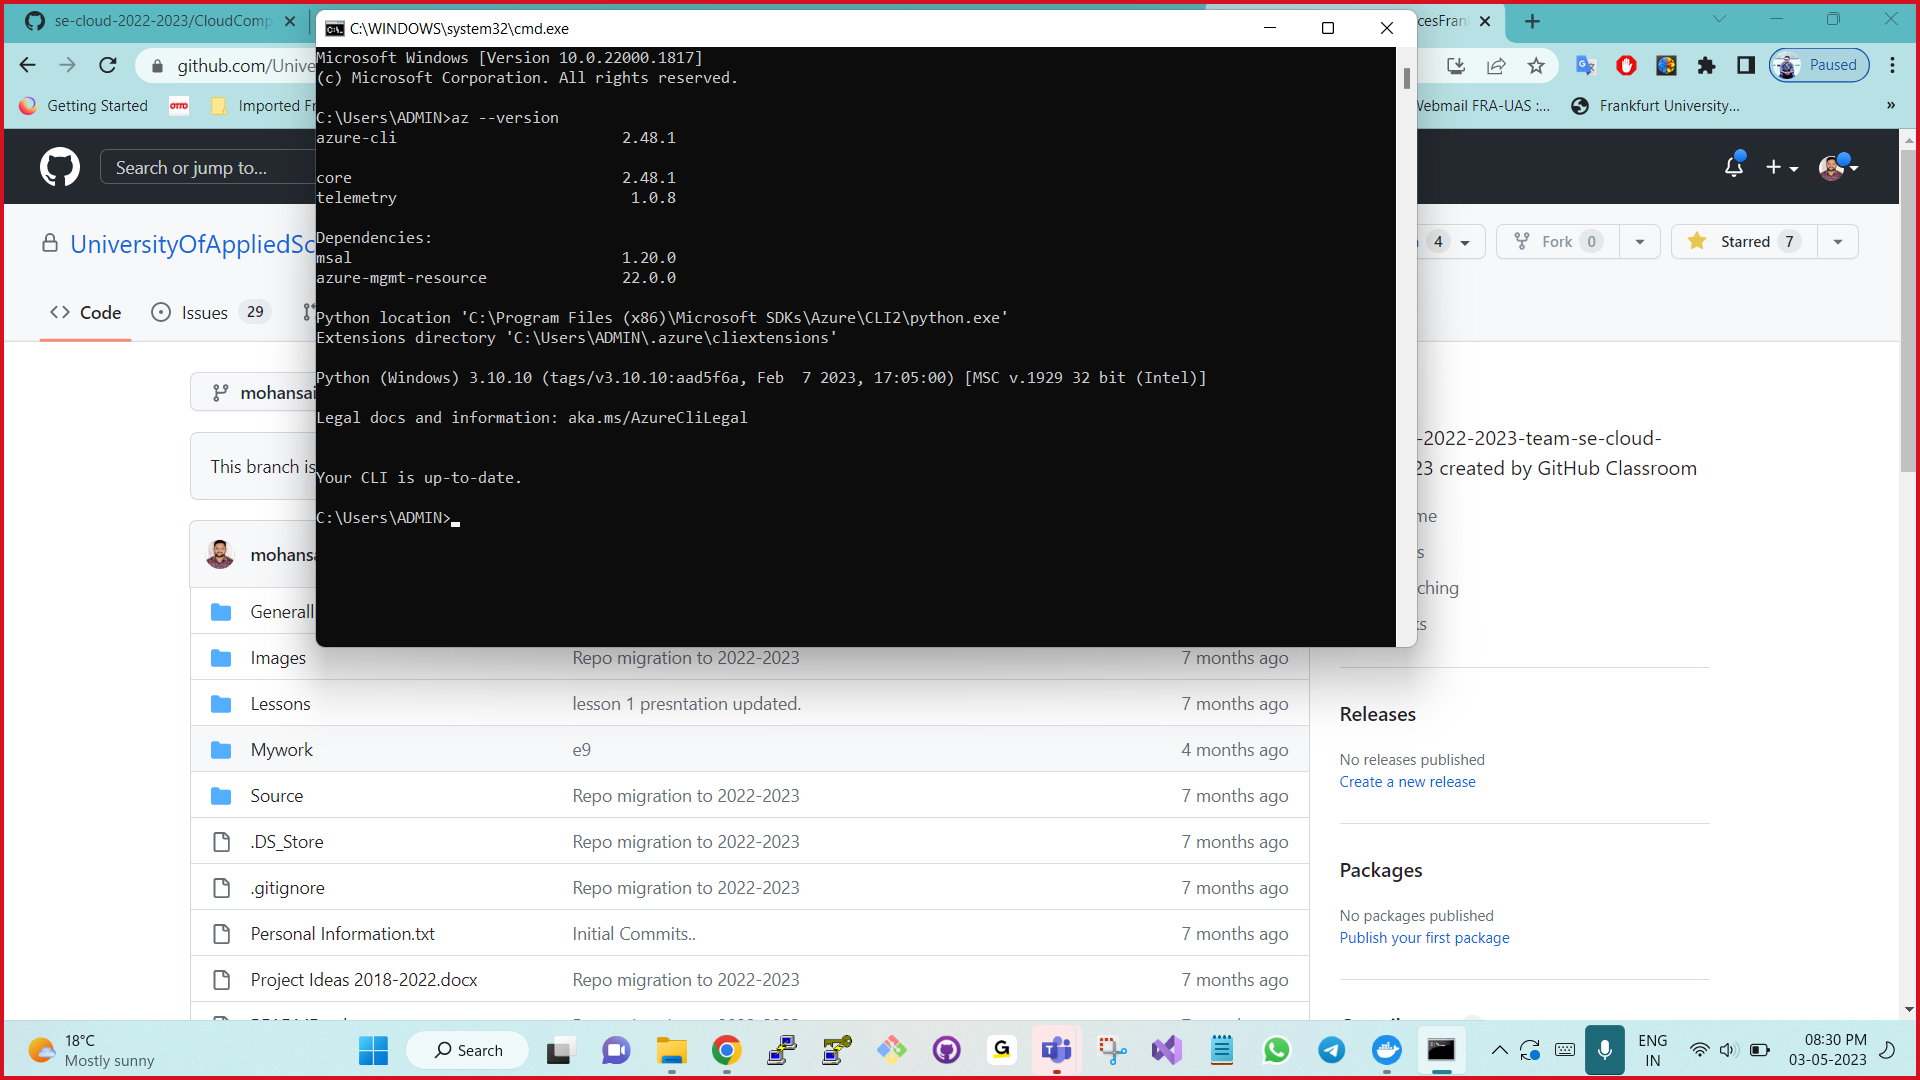 se-cloud-2022-2023/CloudComp
cesFran
C:\WINDOWS\system32\cmd.exe
github.com/Unive
Paused
Getting Started
OTTO
Imported Fr
Webmail FRA-UAS :...
Frankfurt University...
»
Microsoft Windows [Version 10.0.22000.1817]
(c) Microsoft Corporation. All rights reserved.
C:\Users\ADMIN>az --version
azure-cli 2.48.1
core 2.48.1
telemetry 1.0.8
Dependencies:
msal 1.20.0
azure-mgmt-resource 22.0.0
Python location 'C:\Program Files (x86)\Microsoft SDKs\Azure\CLI2\python.exe'
Extensions directory 'C:\Users\ADMIN\.azure\cliextensions'
Python (Windows) 3.10.10 (tags/v3.10.10:aad5f6a, Feb  7 2023, 17:05:00) [MSC v.1929 32 bit (Intel)]
Legal docs and information: aka.ms/AzureCliLegal
Your CLI is up-to-date.
C:\Users\ADMIN>
Search or jump to...
UniversityOfAppliedSc
4
Fork 0
Starred 7
Code
Issues 29
mohansai
This branch is
mohansa
Generall
Images Repo migration to 2022-2023 7 months ago
Lessons lesson 1 presntation updated. 7 months ago
Mywork e9 4 months ago
Source Repo migration to 2022-2023 7 months ago
.DS_Store Repo migration to 2022-2023 7 months ago
.gitignore Repo migration to 2022-2023 7 months ago
Personal Information.txt Initial Commits.. 7 months ago
Project Ideas 2018-2022.docx Repo migration to 2022-2023 7 months ago
-2022-2023-team-se-cloud-
23 created by GitHub Classroom
me
s
ching
ks
Releases
No releases published
Create a new release
Packages
No packages published
Publish your first package
18°C
Mostly sunny
Search
ENG
IN
08:30 PM
03-05-2023